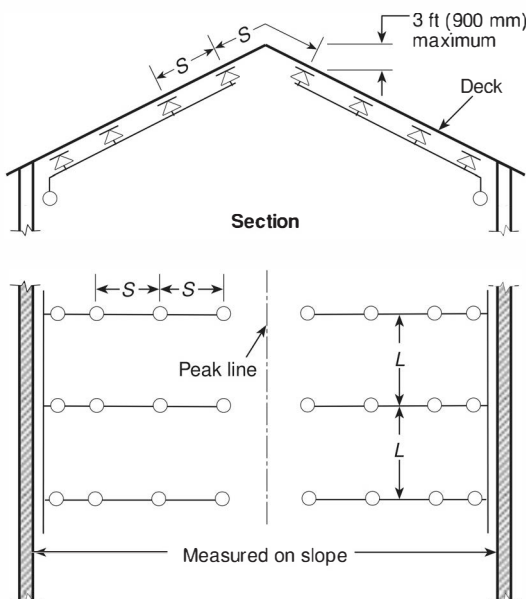 3 ft (900 mm)
maximum
S
S
Deck
Section
S
S
Peak line
L
L
Measured on slope